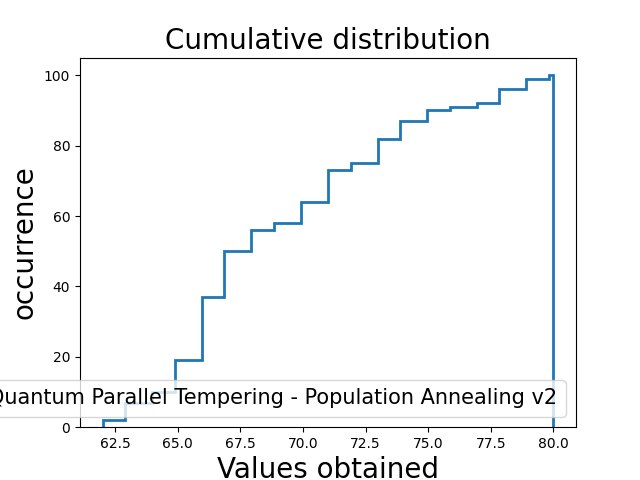 Cumulative distribution
occurrence
100
80
60
40
20
0
Quantum Parallel Tempering - Population Annealing v2
62.5 65.0 67.5 70.0 72.5 75.0 77.5 80.0
Values obtained